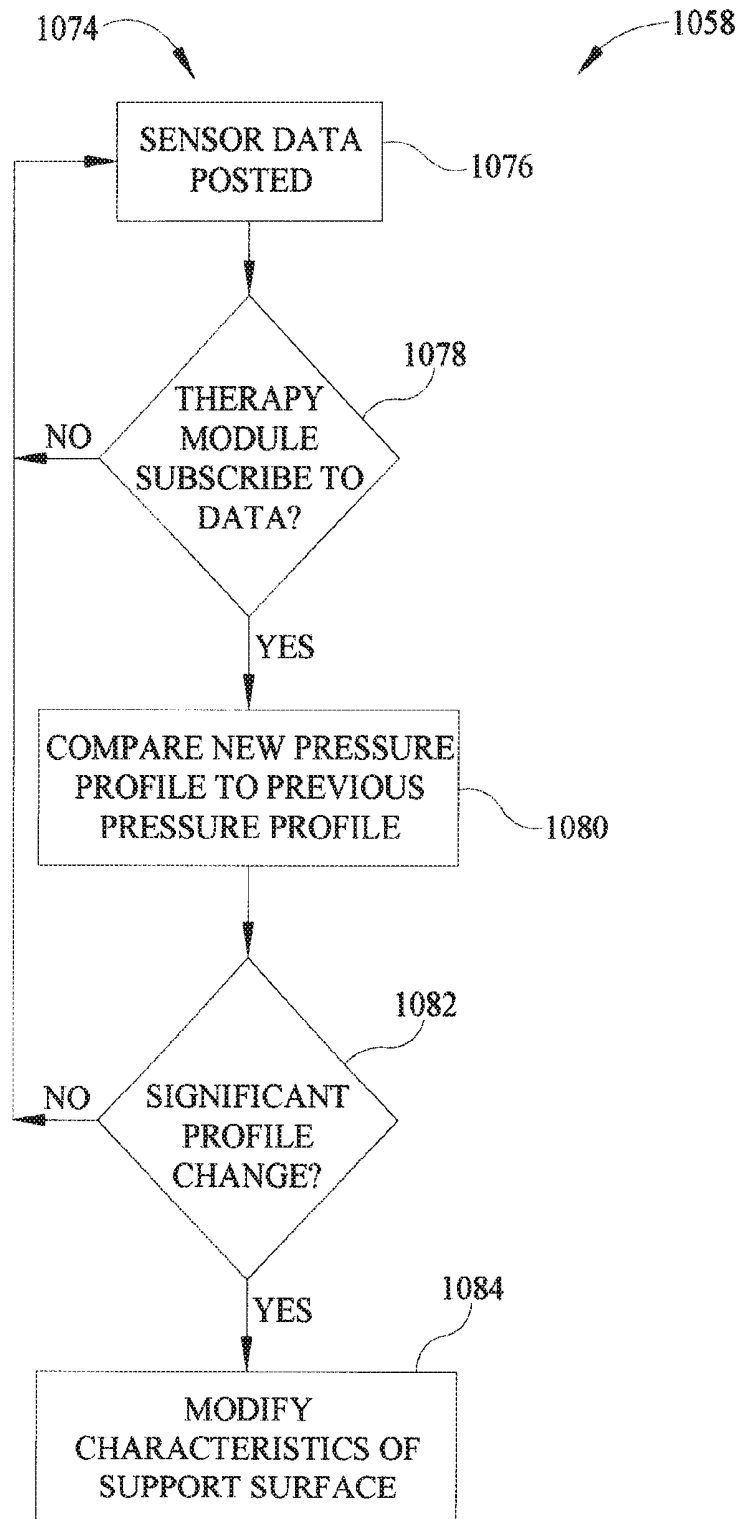 1074
1058
SENSOR DATA
POSTED
1076
1078
THERAPY
MODULE
SUBSCRIBE TO
DATA?
NO
YES
COMPARE NEW PRESSURE
PROFILE TO PREVIOUS
PRESSURE PROFILE
1080
1082
SIGNIFICANT
PROFILE
CHANGE?
NO
YES
1084
MODIFY
CHARACTERISTICS OF
SUPPORT SURFACE